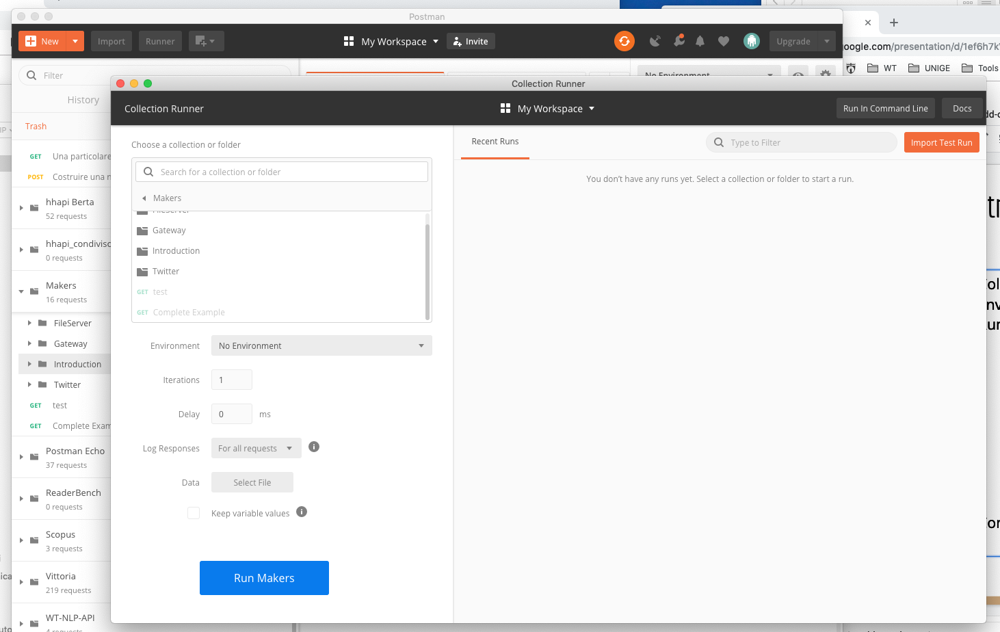 Postman
New
Import
Runner
My Workspace
Invite
Upgrade
oogle.com/presentation/d/1ef6h7k
WT
UNIGE
Tools
Filter
No Environment
History
Trash
GET Una particolare
POST Costruire una n
hhapi Berta
52 requests
hhapi_condiviso
0 requests
Makers
16 requests
FileServer
Gateway
Introduction
Twitter
GET test
GET Complete Exam
Postman Echo
37 requests
ReaderBench
0 requests
Scopus
3 requests
Vittoria
219 requests
WT-NLP-API
4 requests
Collection Runner
Collection Runner
My Workspace
Run In Command Line
Docs
Choose a collection or folder
Search for a collection or folder
Makers
FileServer
Gateway
Introduction
Twitter
GET test
GET Complete Example
Environment No Environment
Iterations 1
Delay 0 ms
Log Responses For all requests
Data Select File
Keep variable values
Run Makers
Recent Runs
Type to Filter
Import Test Run
You don't have any runs yet. Select a collection or folder to start a run.